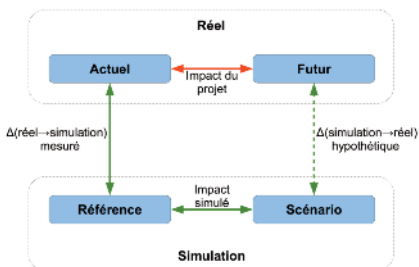 Réel
Actuel
Futur
Impact du
projet
Δ(réel→simulation)
mesuré
Δ(simulation→réel)
hypothétique
Référence
Impact
simulé
Scénario
Simulation